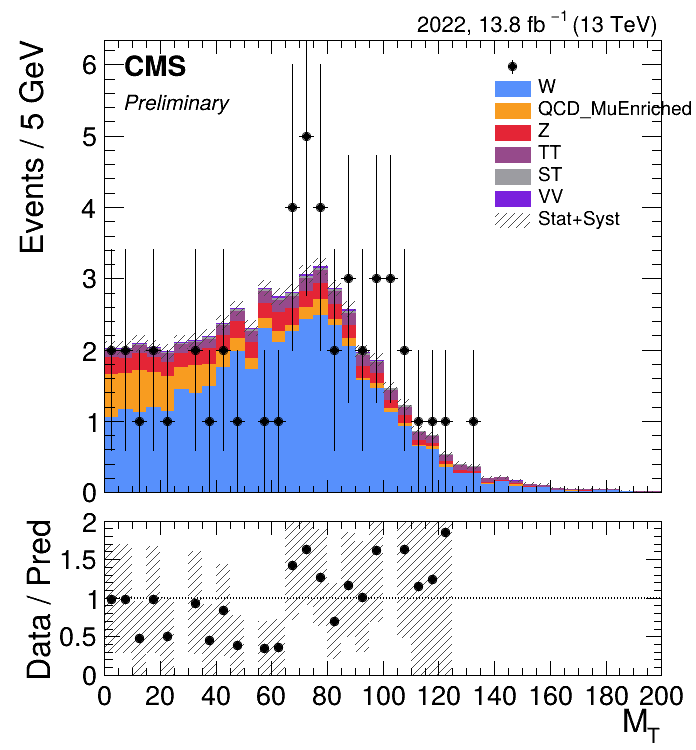 2022, 13.8 fb⁻¹ (13 TeV)
CMS
Preliminary
W
QCD_MuEnriched
Z
TT
ST
VV
Stat+Syst
Events / 5 GeV
6
5
4
3
2
1
0
Data / Pred
2
1.5
1
0.5
0
0 20 40 60 80 100 120 140 160 180 200
M_T